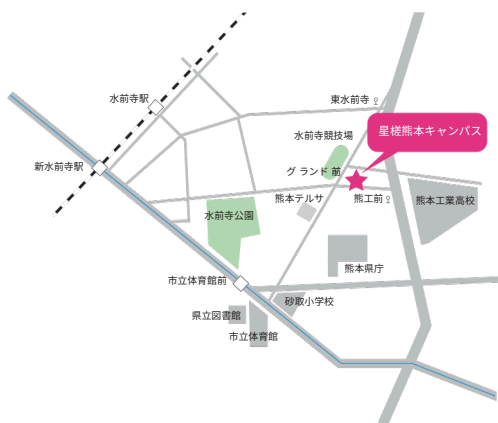 水前寺駅
東水前寺
星槎熊本キャンパス
水前寺競技場
新水前寺駅
グランド前
熊本テルサ
熊工前
熊本工業高校
水前寺公園
熊本県庁
市立体育館前
砂取小学校
県立図書館
市立体育館